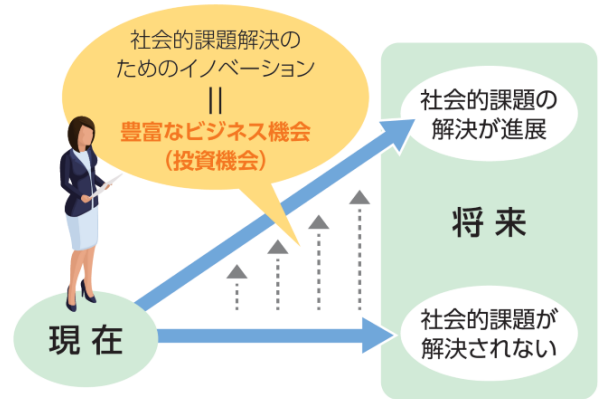 社会的課題解決の
ためのイノベーション
||
豊富なビジネス機会
(投資機会)
社会的課題の
解決が進展
将来
現在
社会的課題が
解決されない